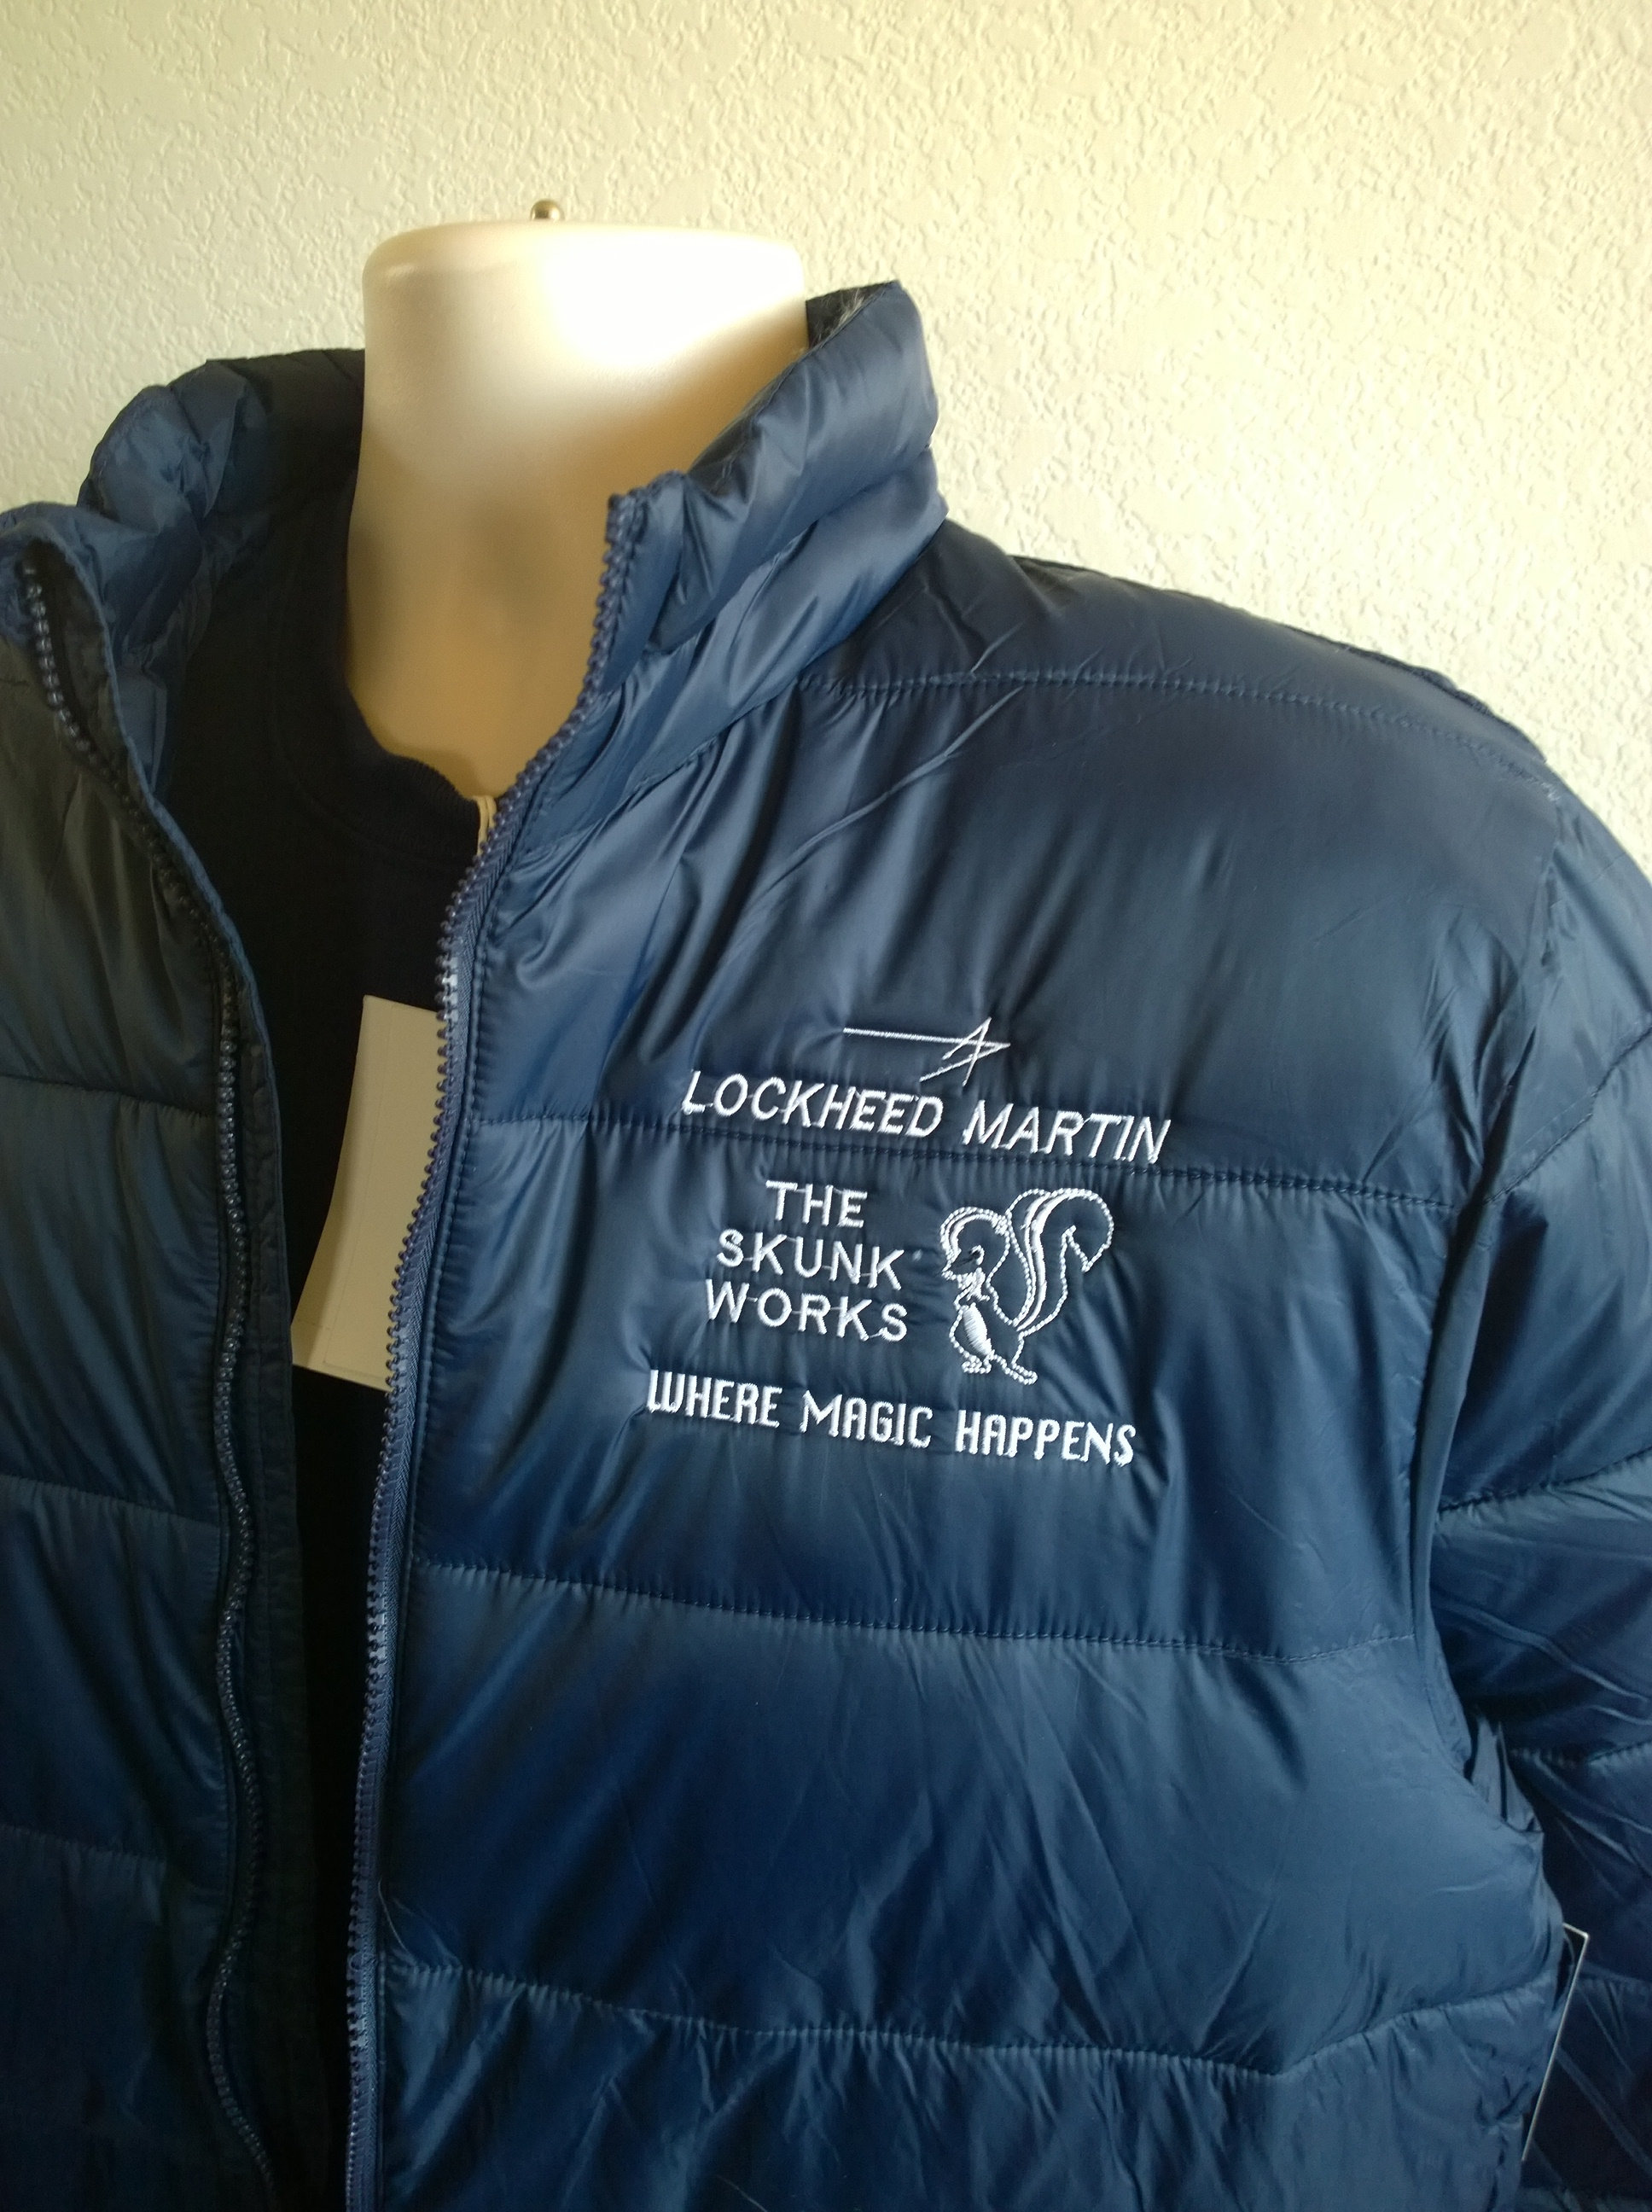 LOCKHEED MARTIN
THE
SKUNK
WORKS
WHERE MAGIC HAPPENS